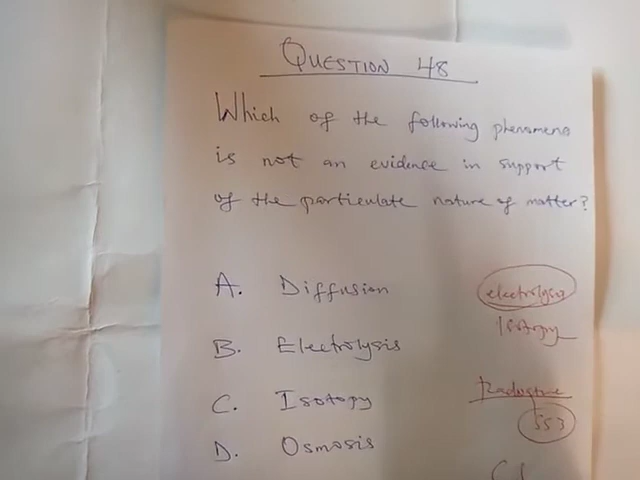 QUESTION 48
Which of the following phenomena
is not an evidence in support
of the particulate nature of matter?
A. Diffusion
electrolysis
Isotopy
B. Electrolysis
C. Isotopy
553
D. Osmosis